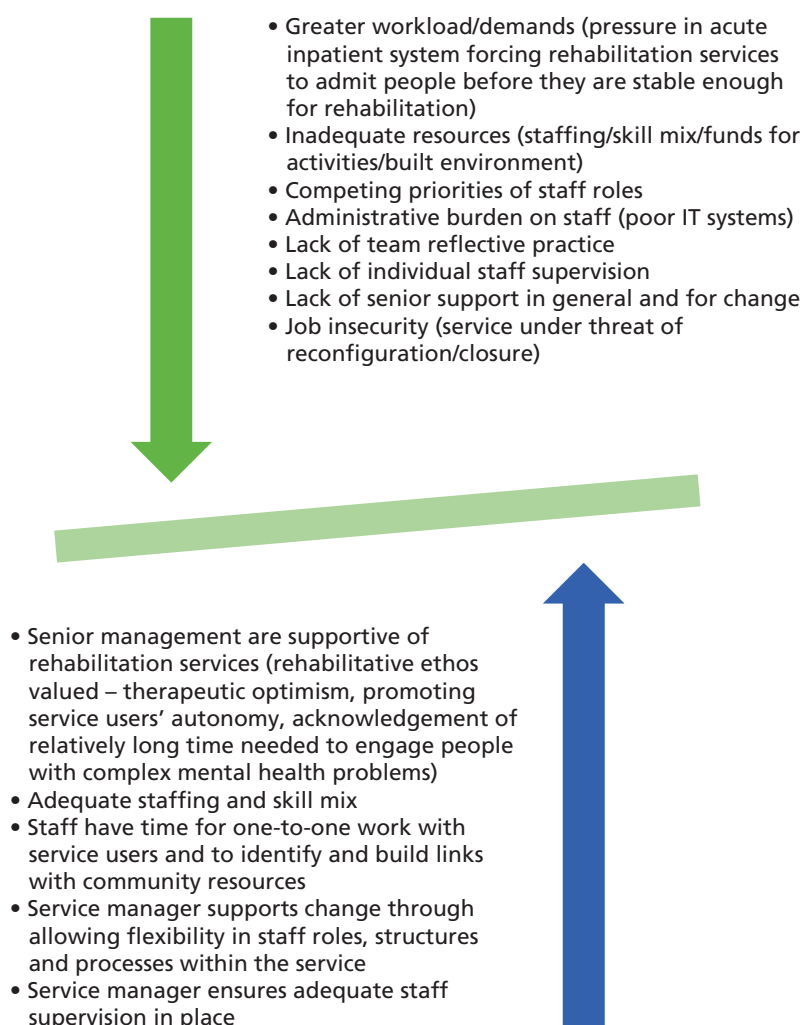 • Greater workload/demands (pressure in acute
inpatient system forcing rehabilitation services
to admit people before they are stable enough
for rehabilitation)
• Inadequate resources (staffing/skill mix/funds for
activities/built environment)
• Competing priorities of staff roles
• Administrative burden on staff (poor IT systems)
• Lack of team reflective practice
• Lack of individual staff supervision
• Lack of senior support in general and for change
• Job insecurity (service under threat of
reconfiguration/closure)
• Senior management are supportive of
rehabilitation services (rehabilitative ethos
valued – therapeutic optimism, promoting
service users’ autonomy, acknowledgement of
relatively long time needed to engage people
with complex mental health problems)
• Adequate staffing and skill mix
• Staff have time for one-to-one work with
service users and to identify and build links
with community resources
• Service manager supports change through
allowing flexibility in staff roles, structures
and processes within the service
• Service manager ensures adequate staff
supervision in place